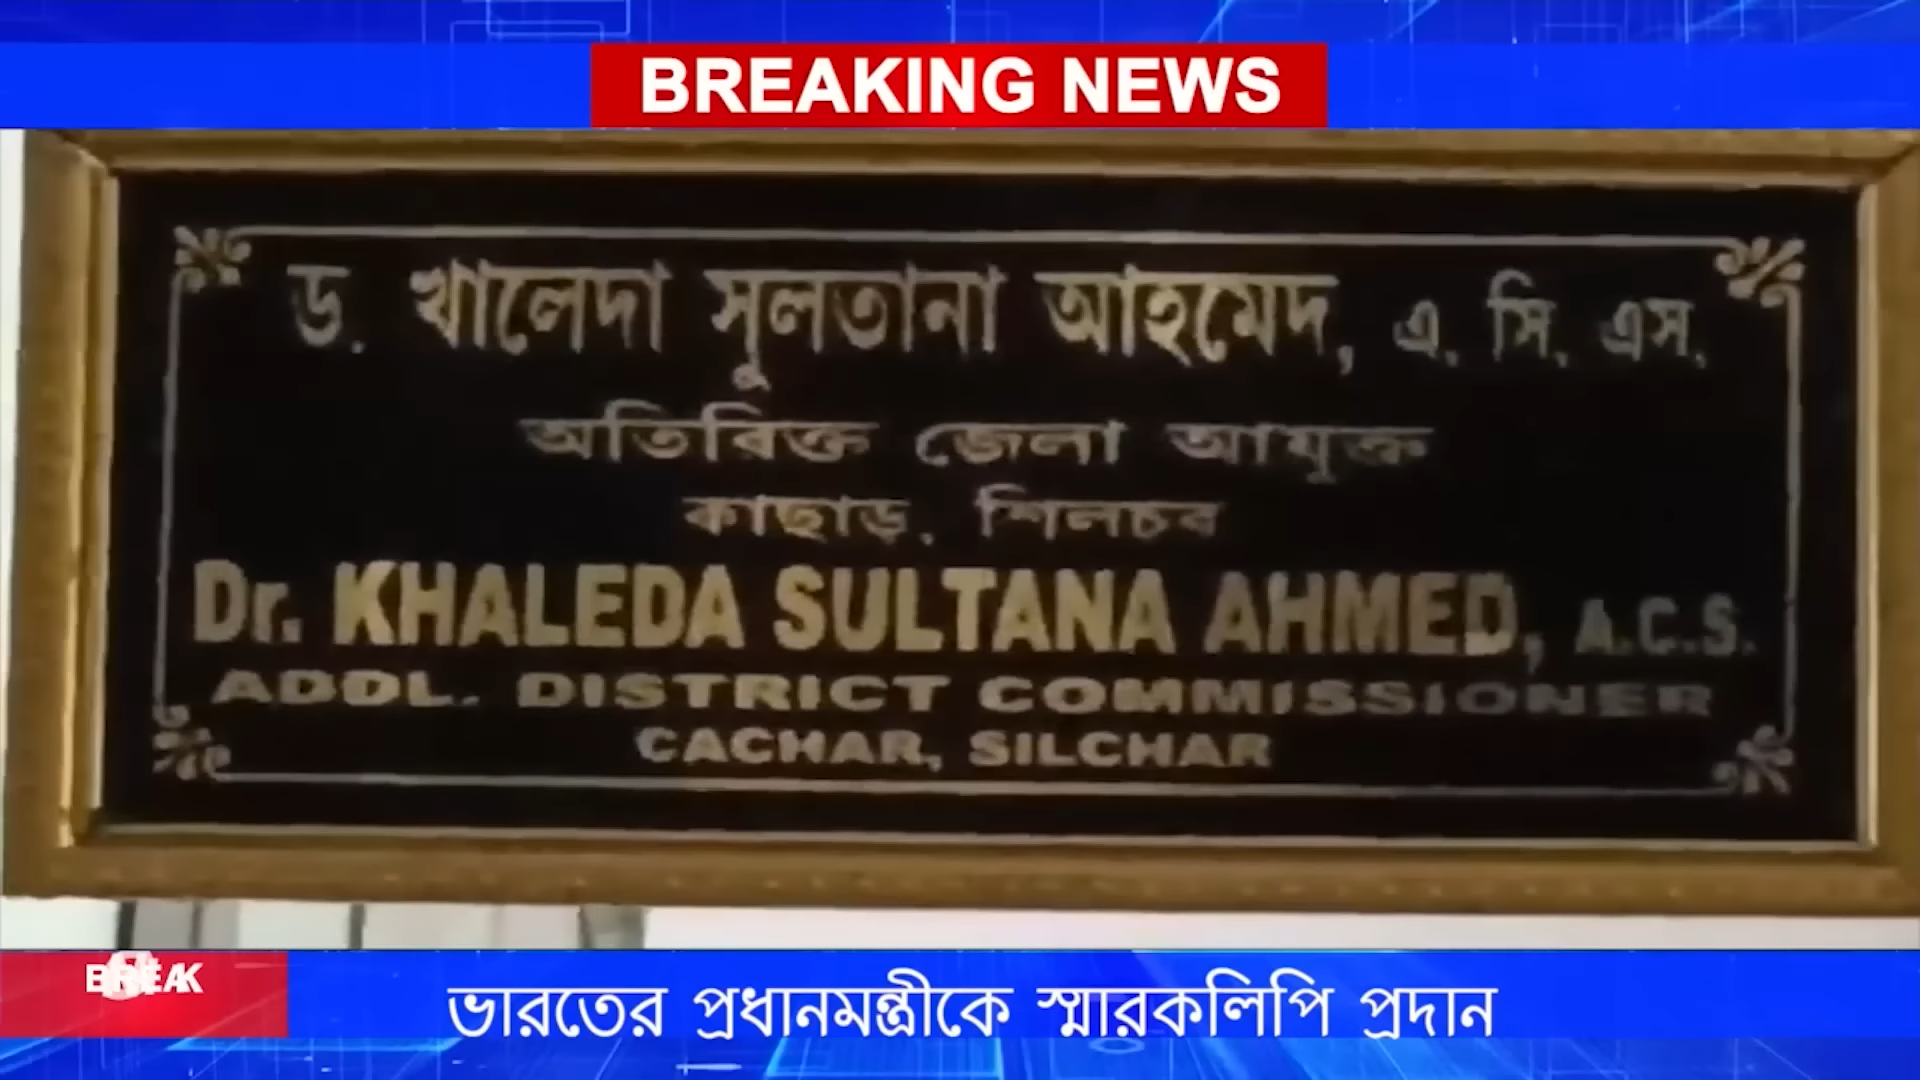 BREAKING NEWS
ড. খালেদা সুলতানা আহমেদ, এ. সি. এস.
অতিরিক্ত জেলা আযুক্ত
কাছাড়, শিলচর
Dr. KHALEDA SULTANA AHMED, A.C.S.
ADDL. DISTRICT COMMISSIONER
CACHAR, SILCHAR
ভারতের প্রধানমন্ত্রীকে স্মারকলিপি প্রদান